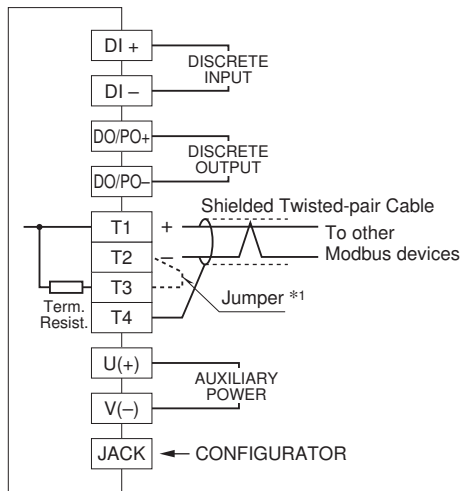 DI +
DISCRETE
INPUT
DI –
DO/PO+
DISCRETE
OUTPUT
DO/PO–
Shielded Twisted-pair Cable
T1 +
To other
Modbus devices
T2 –
T3
Jumper *1
Term.
Resist.
T4
U(+)
AUXILIARY
POWER
V(–)
JACK
CONFIGURATOR